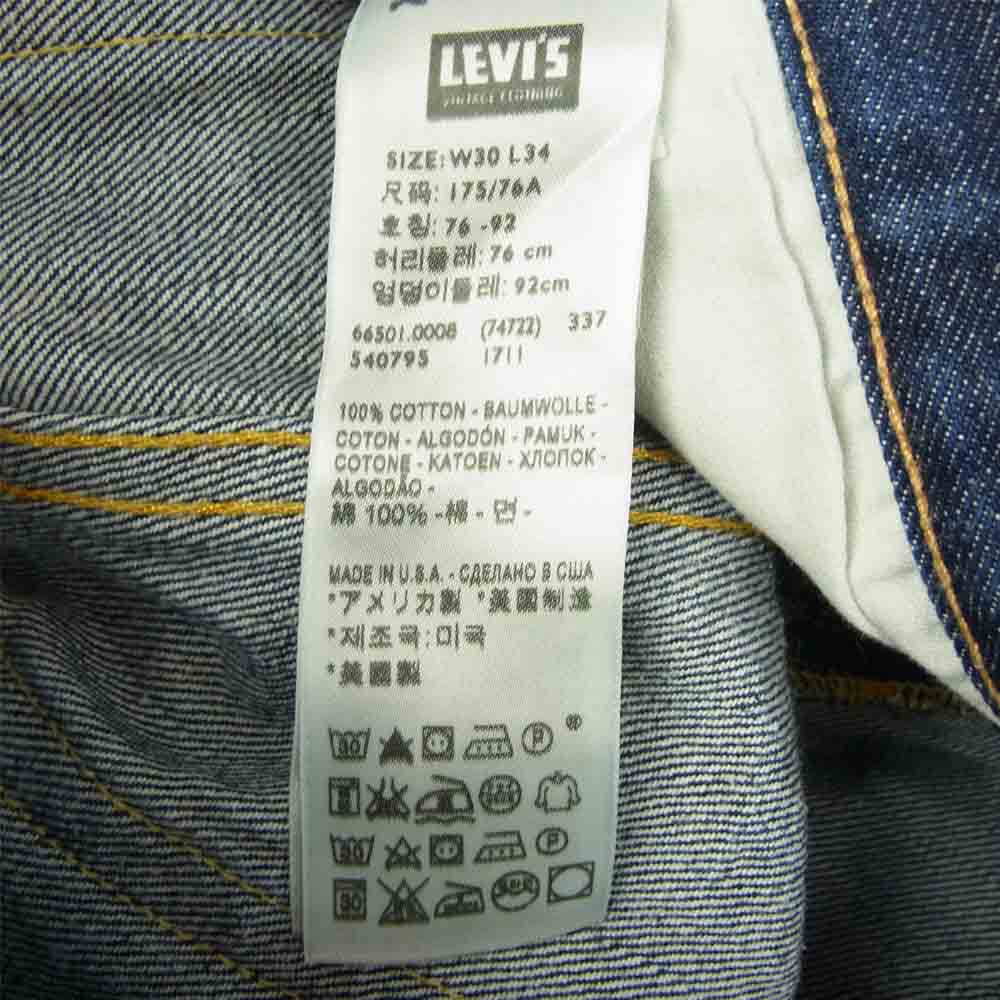 LEVI'S
VINTAGE CLOTHING
SIZE: W30 L34
尺码: 175/76A
호칭: 76 -92
허리둘레: 76 cm
엉덩이둘레: 92cm
66501.0008 (74722) 337
540795 1711
100% COTTON - BAUMWOLLE -
COTON - ALGODÓN - PAMUK -
COTONE - KATOEN - ХЛОПОК -
ALGODÃO -
綿 100% -棉 - 면 -
MADE IN U.S.A. - СДЕЛАНО В США
*アメリカ製 *美國制造
*제조국:미국
*美國製